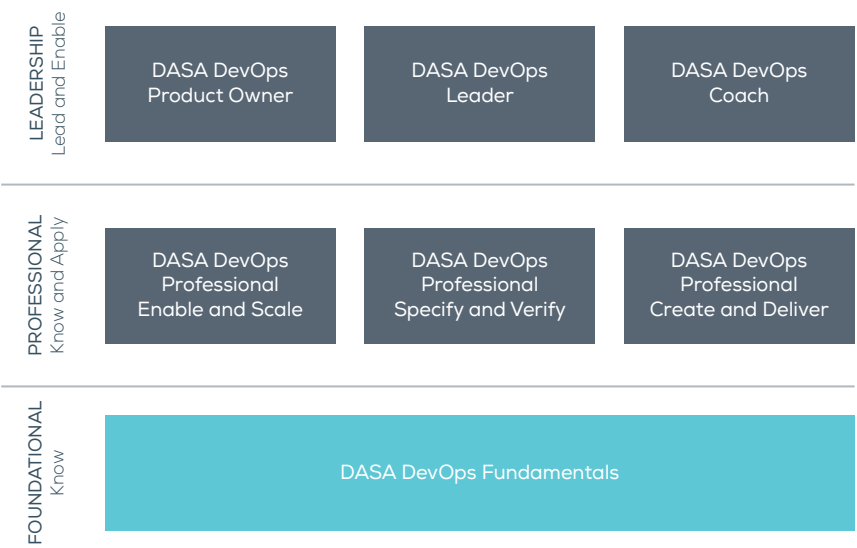 LEADERSHIP
Lead and Enable
DASA DevOps
Product Owner
DASA DevOps
Leader
DASA DevOps
Coach
PROFESSIONAL
Know and Apply
DASA DevOps
Professional
Enable and Scale
DASA DevOps
Professional
Specify and Verify
DASA DevOps
Professional
Create and Deliver
FOUNDATIONAL
Know
DASA DevOps Fundamentals